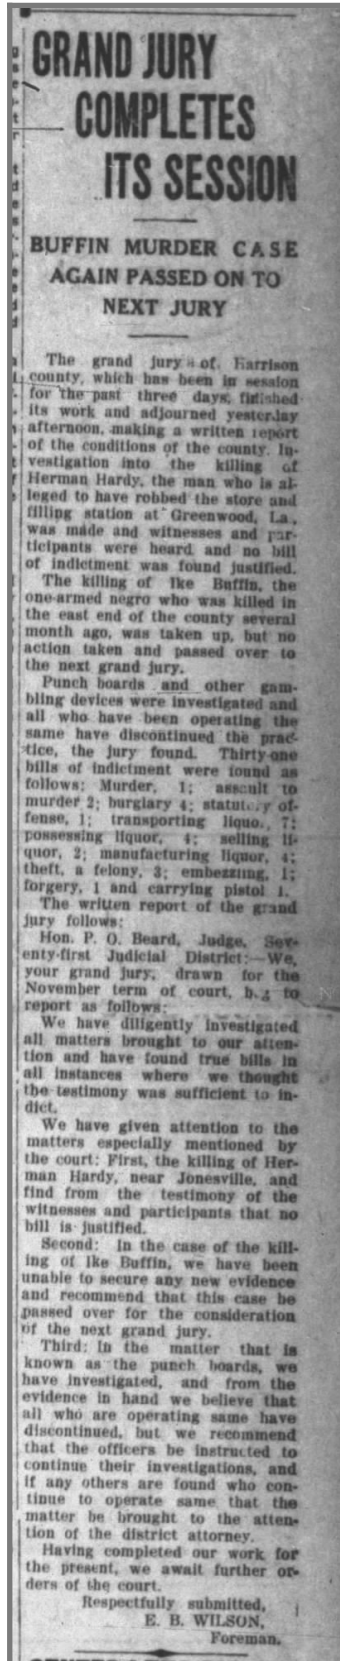 GRAND JURY
COMPLETES
ITS SESSION
BUFFIN MURDER CASE
AGAIN PASSED ON TO
NEXT JURY
The grand jury of Harrison
county, which has been in session
for the past three days, finished
its work and adjourned yesterday
afternoon, making a written report
of the conditions of the county. In-
vestigation into the killing of
Herman Hardy, the man who is al-
leged to have robbed the store and
filling station at Greenwood, La.,
was made and witnesses and par-
ticipants were heard and no bill
of indictment was found justified.
The killing of Ike Buffin, the
one-armed negro who was killed in
the east end of the county several
month ago, was taken up, but no
action taken and passed over to
the next grand jury.
Punch boards and other gam-
bling devices were investigated and
all who have been operating the
same have discontinued the prac-
tice, the jury found. Thirty-one
bills of indictment were found as
follows: Murder, 1; assault to
murder 2; burglary 4; statutory of-
fense, 1; transporting liquor, 7;
possessing liquor, 4; selling li-
quor, 2; manufacturing liquor, 4;
theft, a felony, 3; embezzling, 1;
forgery, 1 and carrying pistol 1.
The written report of the grand
jury follows:
Hon. P. O. Beard, Judge, Sev-
enty-first Judicial District:—We,
your grand jury, drawn for the
November term of court, beg to
report as follows:
We have diligently investigated
all matters brought to our atten-
tion and have found true bills in
all instances where we thought
the testimony was sufficient to in-
dict.
We have given attention to the
matters especially mentioned by
the court: First, the killing of Her-
man Hardy, near Jonesville, and
find from the testimony of the
witnesses and participants that no
bill is justified.
Second: In the case of the kill-
ing of Ike Buffin, we have been
unable to secure any new evidence
and recommend that this case be
passed over for the consideration
of the next grand jury.
Third: In the matter that is
known as the punch boards, we
have investigated, and from the
evidence in hand we believe that
all who are operating same have
discontinued, but we recommend
that the officers be instructed to
continue their investigations, and
if any others are found who con-
tinue to operate same that the
matter be brought to the atten-
tion of the district attorney.
Having completed our work for
the present, we await further or-
ders of the court.
Respectfully submitted,
E. B. WILSON,
Foreman.